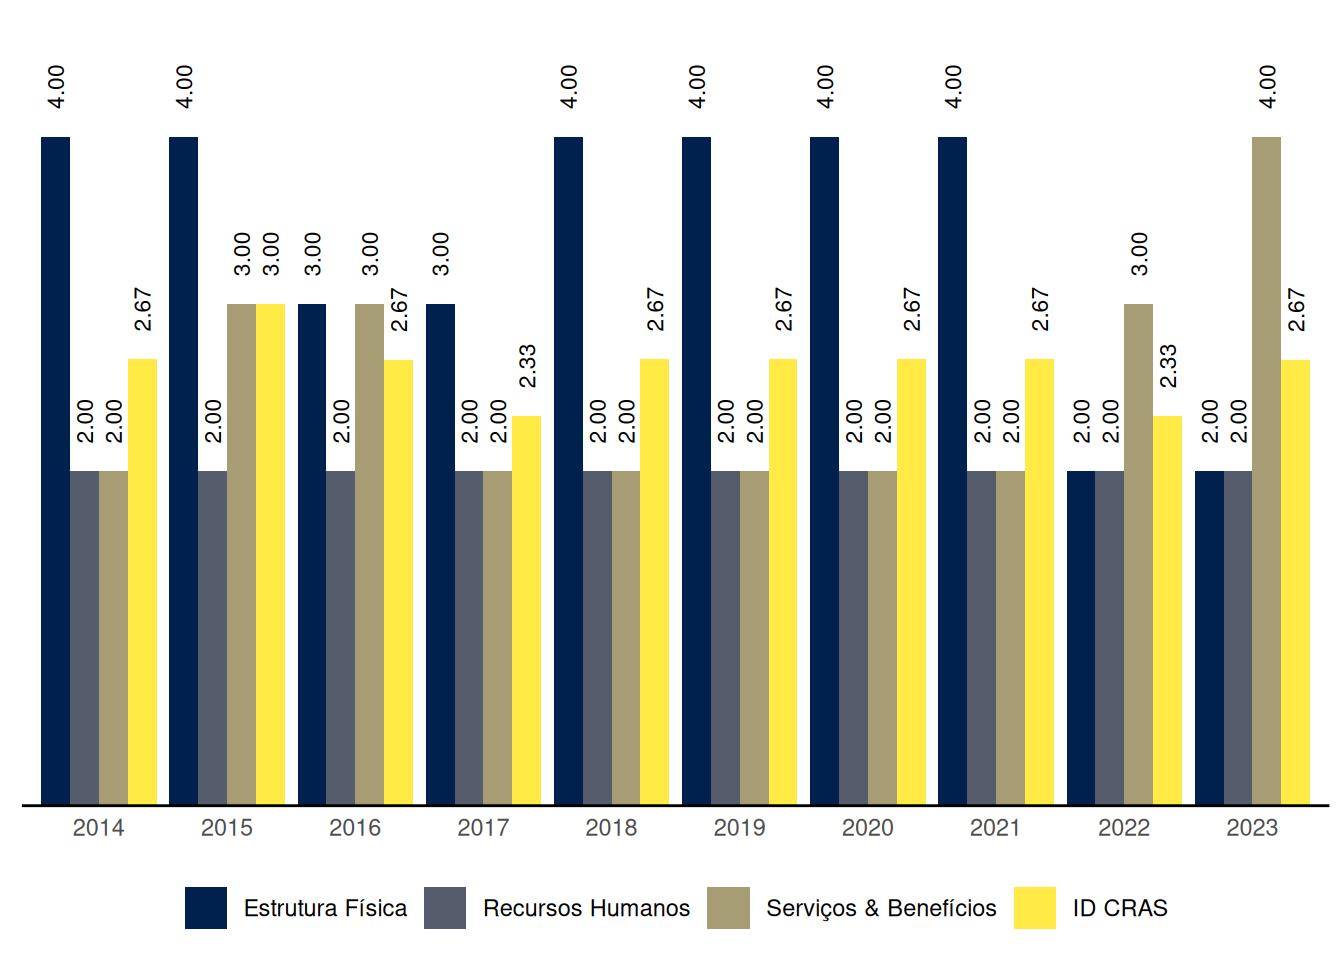 4.00 4.00 4.00 4.00 4.00 4.00 4.00
3.00 3.00 3.00 3.00 3.00 3.00
2.67 2.67 2.67 2.67 2.67 2.67 2.67
2.33 2.33
2.00 2.00 2.00 2.00 2.00 2.00 2.00 2.00 2.00 2.00 2.00 2.00 2.00 2.00 2.00 2.00 2.00 2.00
2014 2015 2016 2017 2018 2019 2020 2021 2022 2023
Estrutura Física Recursos Humanos Serviços & Benefícios ID CRAS